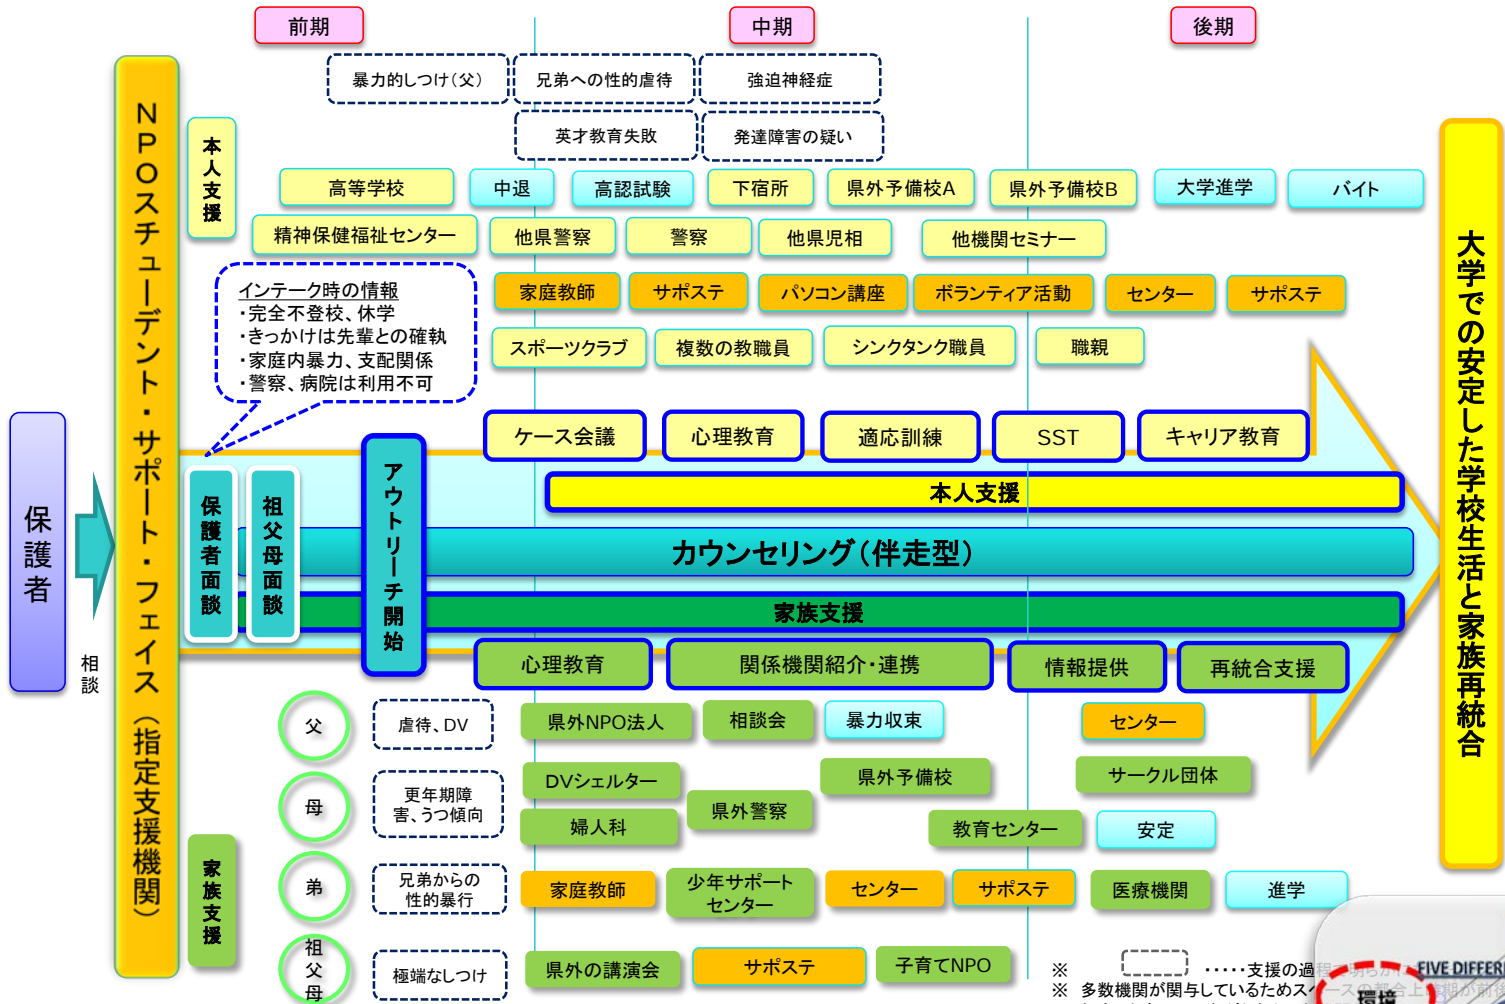 前期
中期
後期
暴力的しつけ(父)
兄弟への性的虐待
強迫神経症
英才教育失敗
発達障害の疑い
本人支援
高等学校
中退
高認試験
下宿所
県外予備校A
県外予備校B
大学進学
バイト
精神保健福祉センター
他県警察
警察
他県児相
他機関セミナー
インテーク時の情報
・完全不登校、休学
・きっかけは先輩との確執
・家庭内暴力、支配関係
・警察、病院は利用不可
家庭教師
サポステ
パソコン講座
ボランティア活動
センター
サポステ
スポーツクラブ
複数の教職員
シンクタンク職員
職親
ケース会議
心理教育
適応訓練
SST
キャリア教育
保護者
相談
NPOスチューデント・サポート・フェイス(指定支援機関)
保護者面談
祖父母面談
アウトリーチ開始
本人支援
カウンセリング(伴走型)
家族支援
大学での安定した学校生活と家族再統合
心理教育
関係機関紹介・連携
情報提供
再統合支援
父
虐待、DV
県外NPO法人
相談会
暴力収束
センター
母
更年期障
害、うつ傾向
DVシェルター
婦人科
県外警察
県外予備校
教育センター
サークル団体
安定
家族支援
弟
兄弟からの
性的暴行
家庭教師
少年サポート
センター
センター
サポステ
医療機関
進学
祖
父
母
極端なしつけ
県外の講演会
サポステ
子育てNPO
※ ・・・・・支援の過程で明らかに
※ 多数機関が関与しているためスペースの都合上時期が前後
FIVE DIFFER
環境